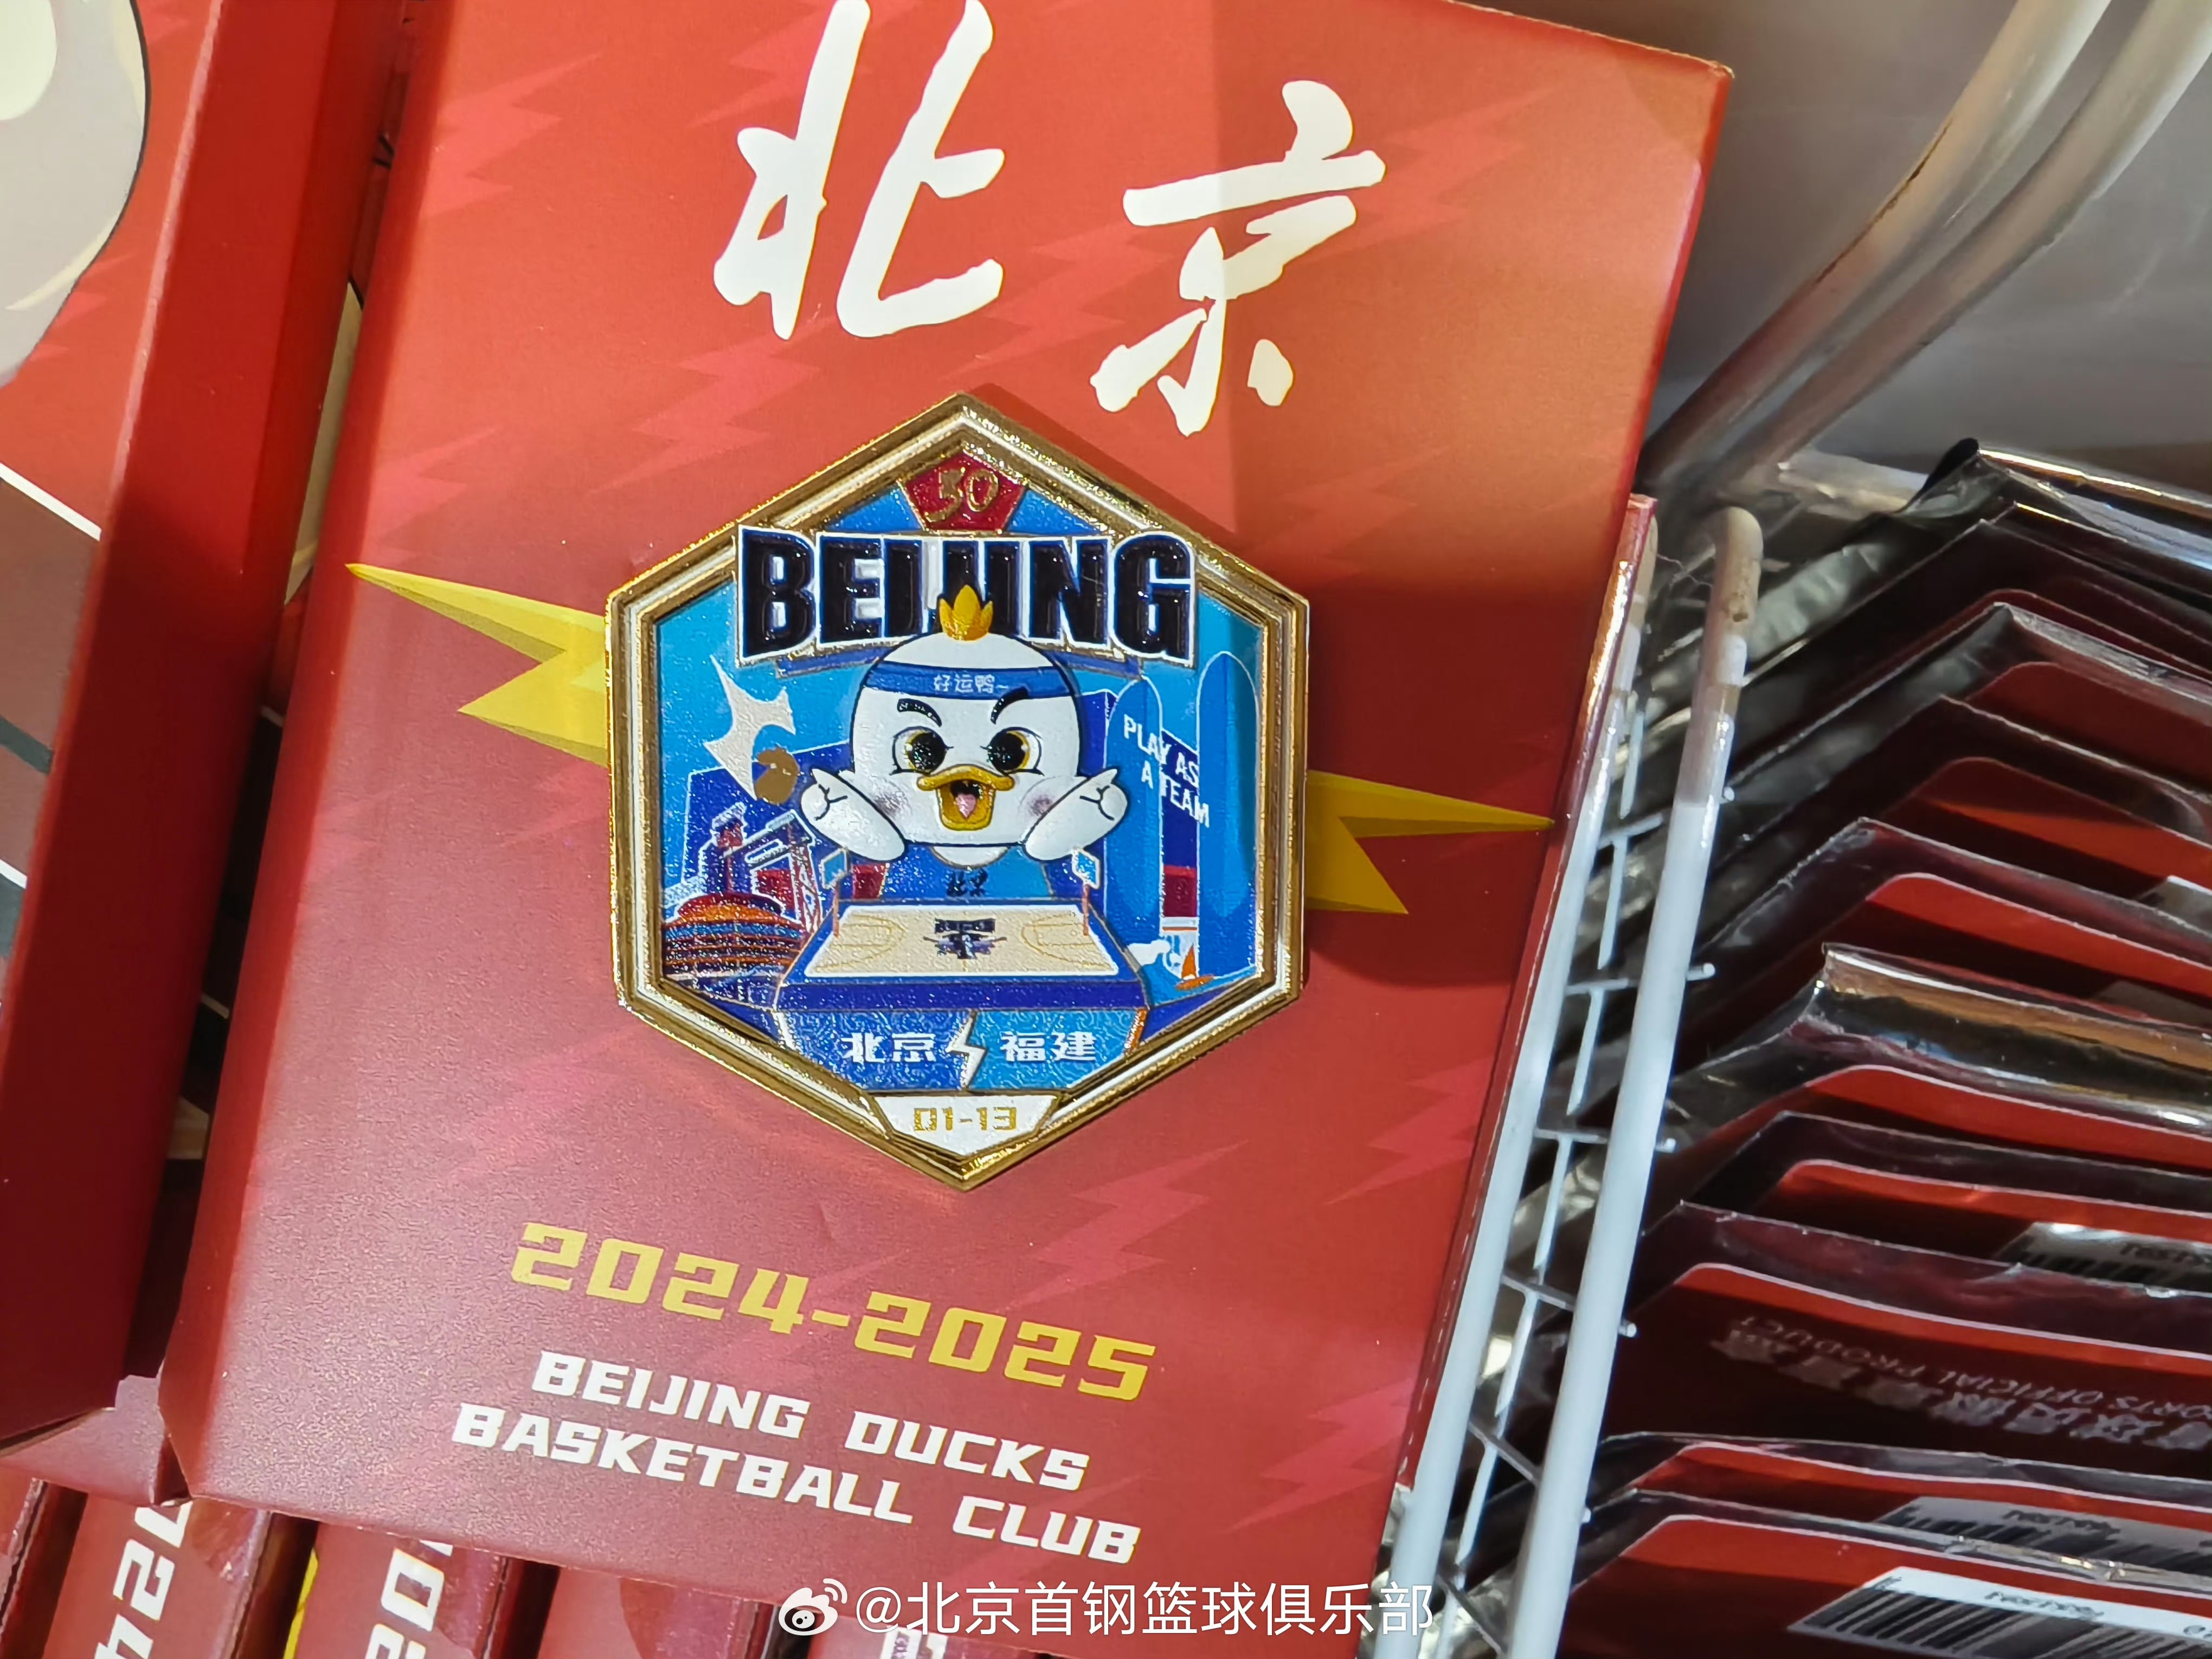 北京
30
BEIJING
好运鸭
PLAY AS
A TEAM
北京
北京 福建
01-13
2024-2025
BEIJING DUCKS
BASKETBALL CLUB
@北京首钢篮球俱乐部